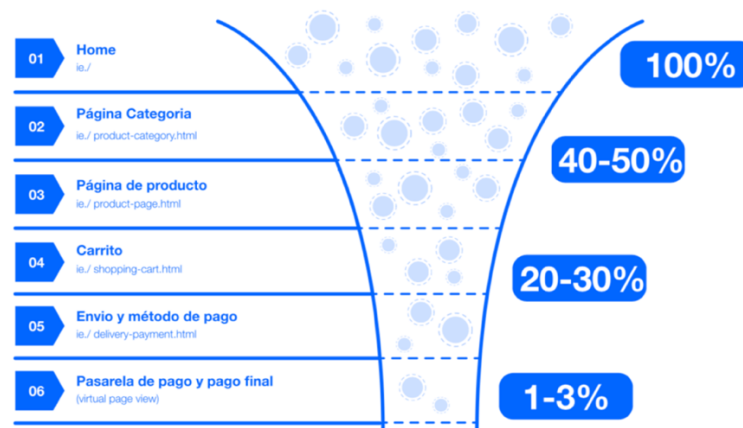 01
Home
ie./
100%
02
Página Categoria
ie./ product-category.html
40-50%
03
Página de producto
ie./ product-page.html
04
Carrito
ie./ shopping-cart.html
20-30%
05
Envio y método de pago
ie./ delivery-payment.html
06
Pasarela de pago y pago final
(virtual page view)
1-3%